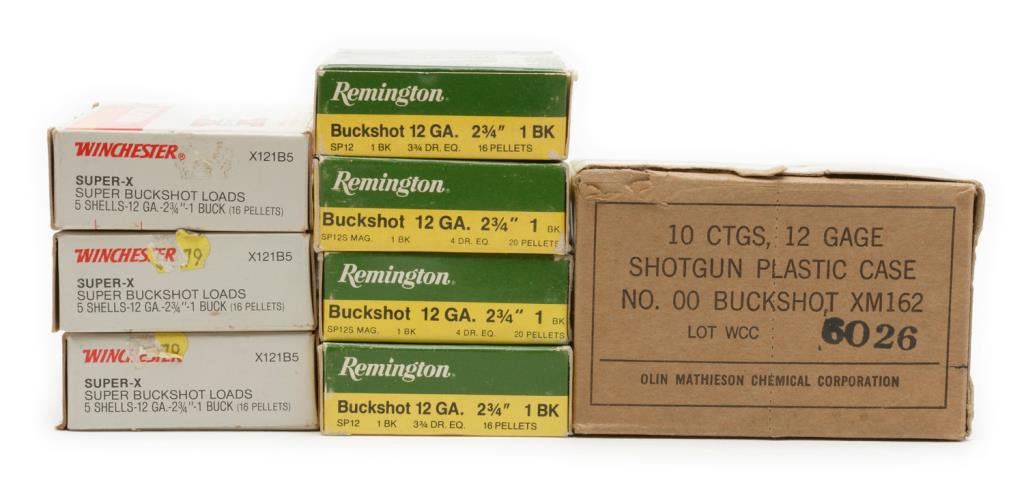 WINCHESTER® X121B5
SUPER-X
SUPER BUCKSHOT LOADS
5 SHELLS-12 GA.-2¾"-1 BUCK (16 PELLETS)
WINCHESTER 79 X121B5
SUPER-X
SUPER BUCKSHOT LOADS
5 SHELLS-12 GA.-2¾"-1 BUCK (16 PELLETS)
WINCHESTER 79 X121B5
SUPER-X
SUPER BUCKSHOT LOADS
5 SHELLS-12 GA.-2¾"-1 BUCK (16 PELLETS)
Remington
Buckshot 12 GA. 2¾" 1 BK
SP12 1 BK 3¾ DR. EQ. 16 PELLETS
Remington
Buckshot 12 GA. 2¾" 1 BK
SP12S MAG. 1 BK 4 DR. EQ. 20 PELLETS
Remington
Buckshot 12 GA. 2¾" 1 BK
SP12S MAG. 1 BK 4 DR. EQ. 20 PELLETS
Remington
Buckshot 12 GA. 2¾" 1 BK
SP12 1 BK 3¾ DR. EQ. 16 PELLETS
10 CTGS, 12 GAGE
SHOTGUN PLASTIC CASE
NO. 00 BUCKSHOT, XM162
LOT WCC 6026
OLIN MATHIESON CHEMICAL CORPORATION